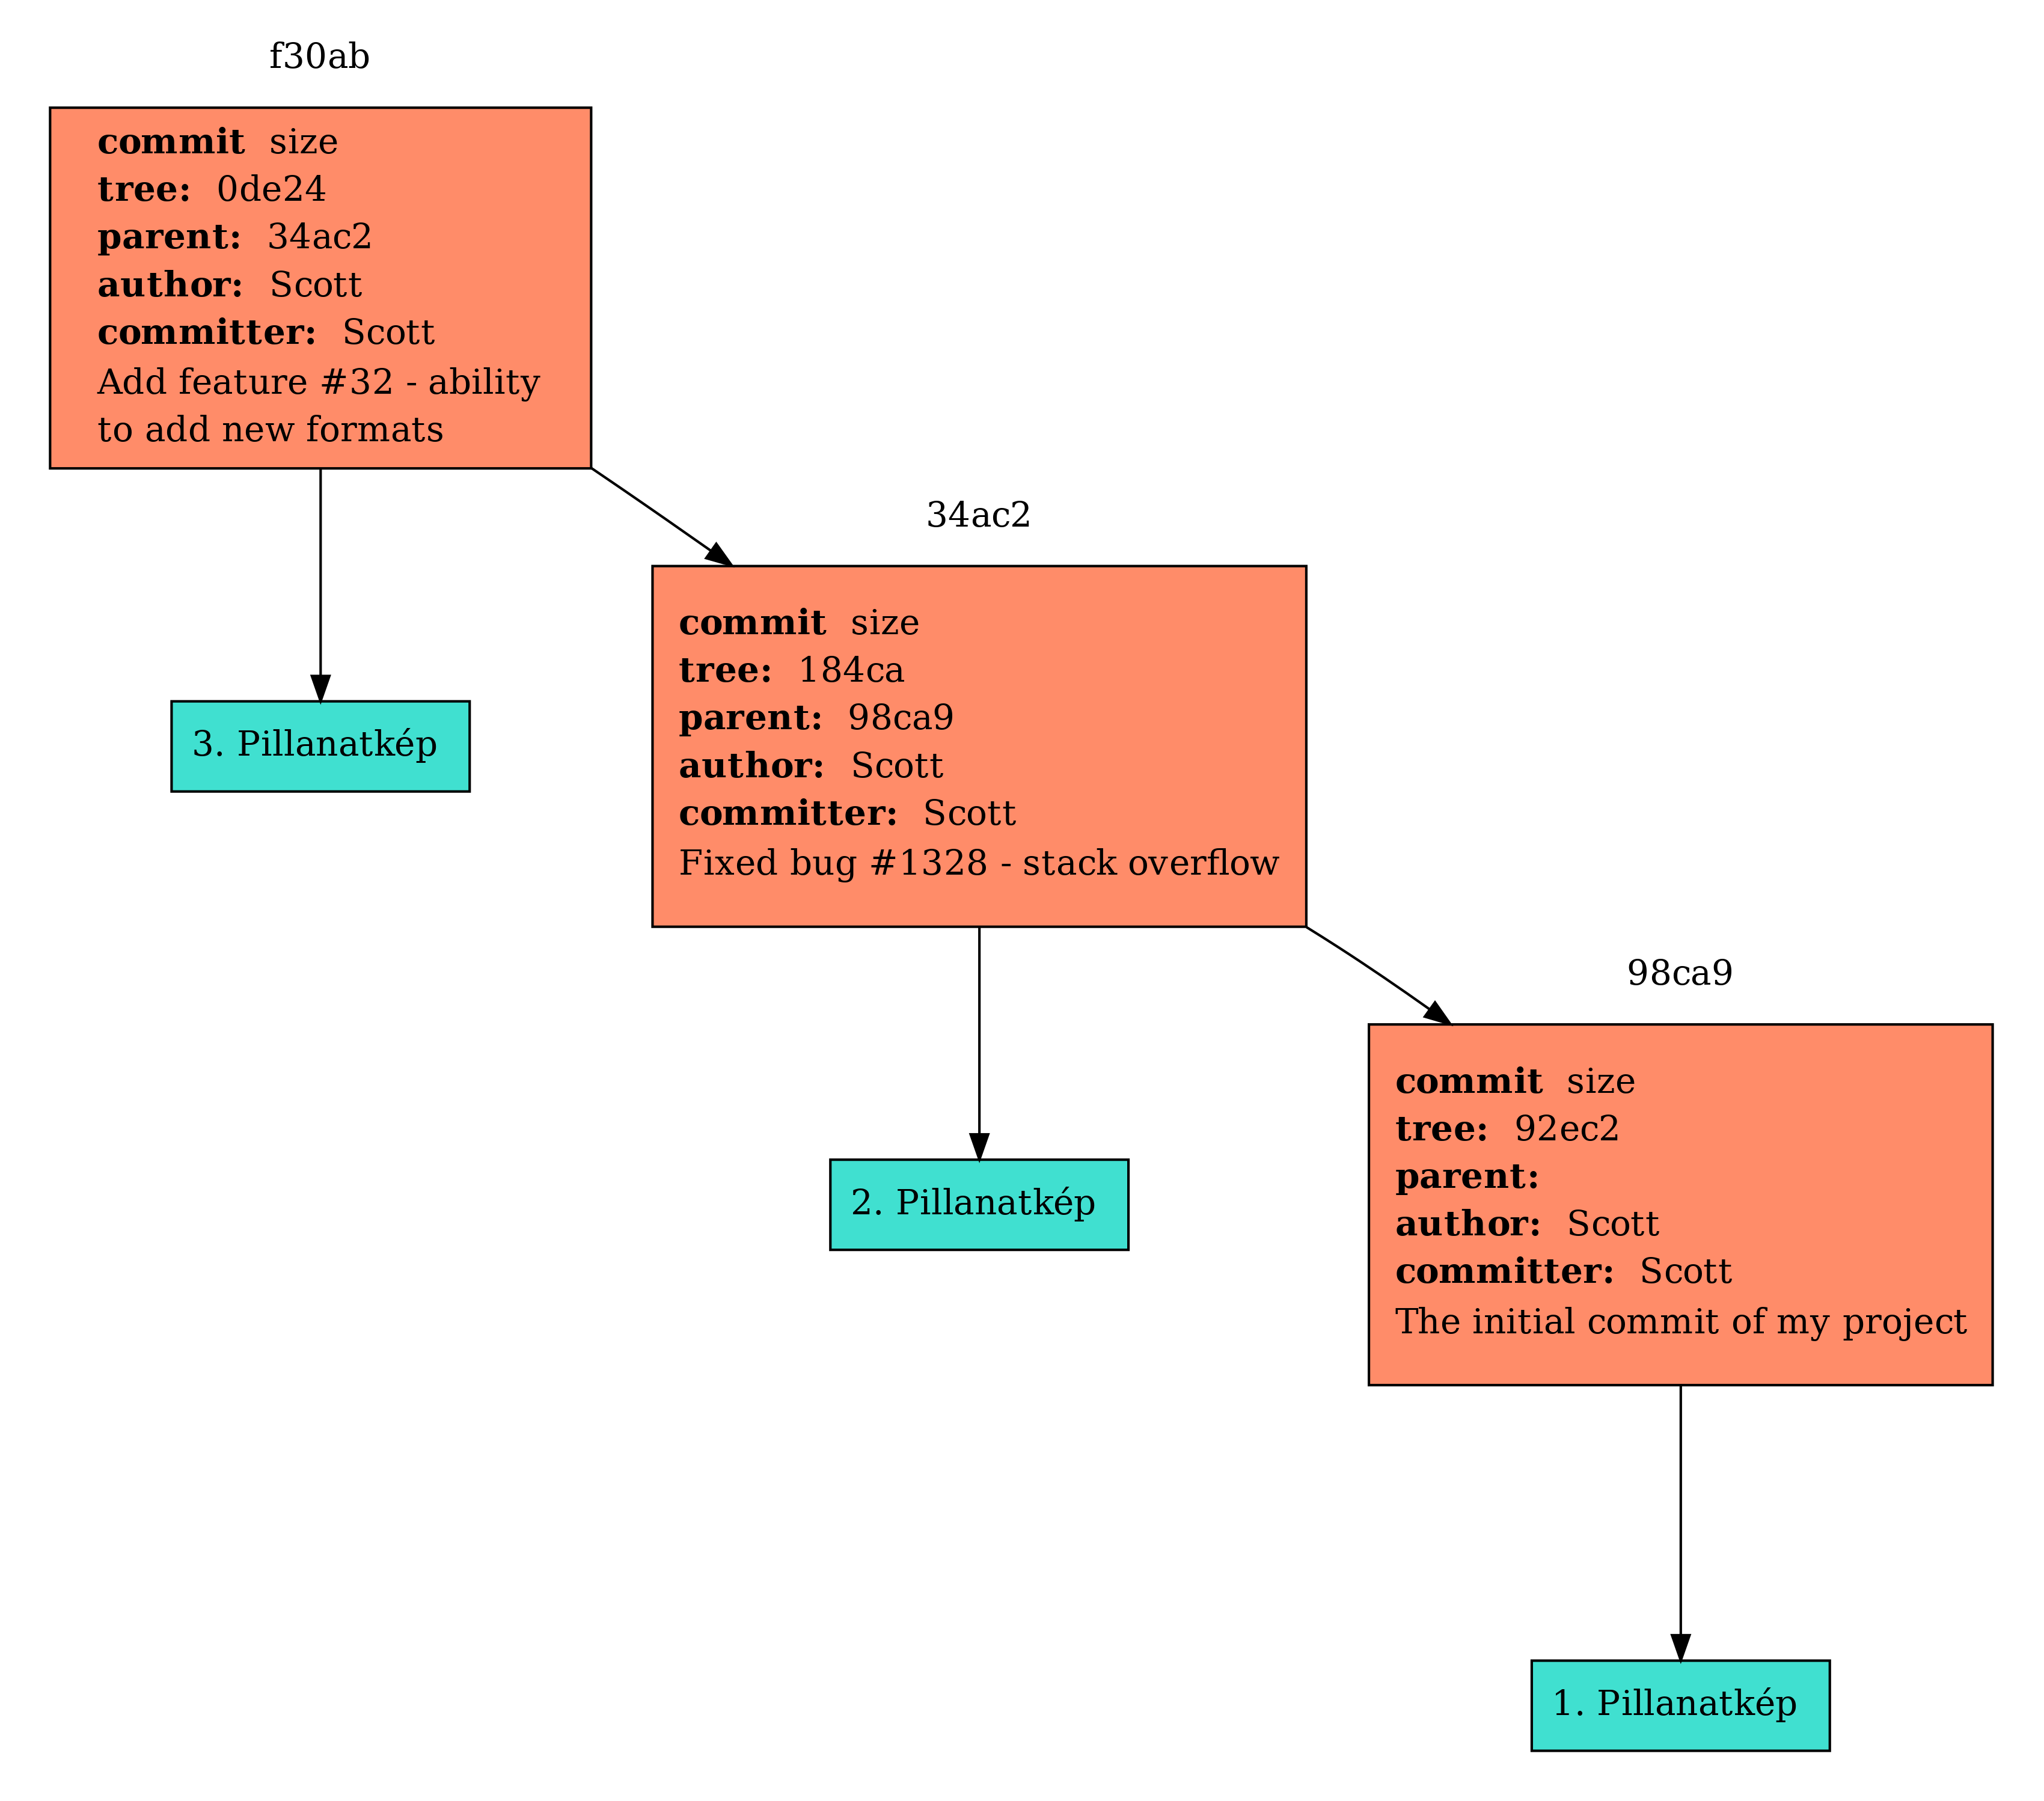 f30ab
commit size
tree: 0de24
parent: 34ac2
author: Scott
committer: Scott
Add feature #32 - ability
to add new formats
34ac2
commit size
tree: 184ca
parent: 98ca9
author: Scott
committer: Scott
Fixed bug #1328 - stack overflow
3. Pillanatkép
98ca9
commit size
tree: 92ec2
parent:
author: Scott
committer: Scott
The initial commit of my project
2. Pillanatkép
1. Pillanatkép